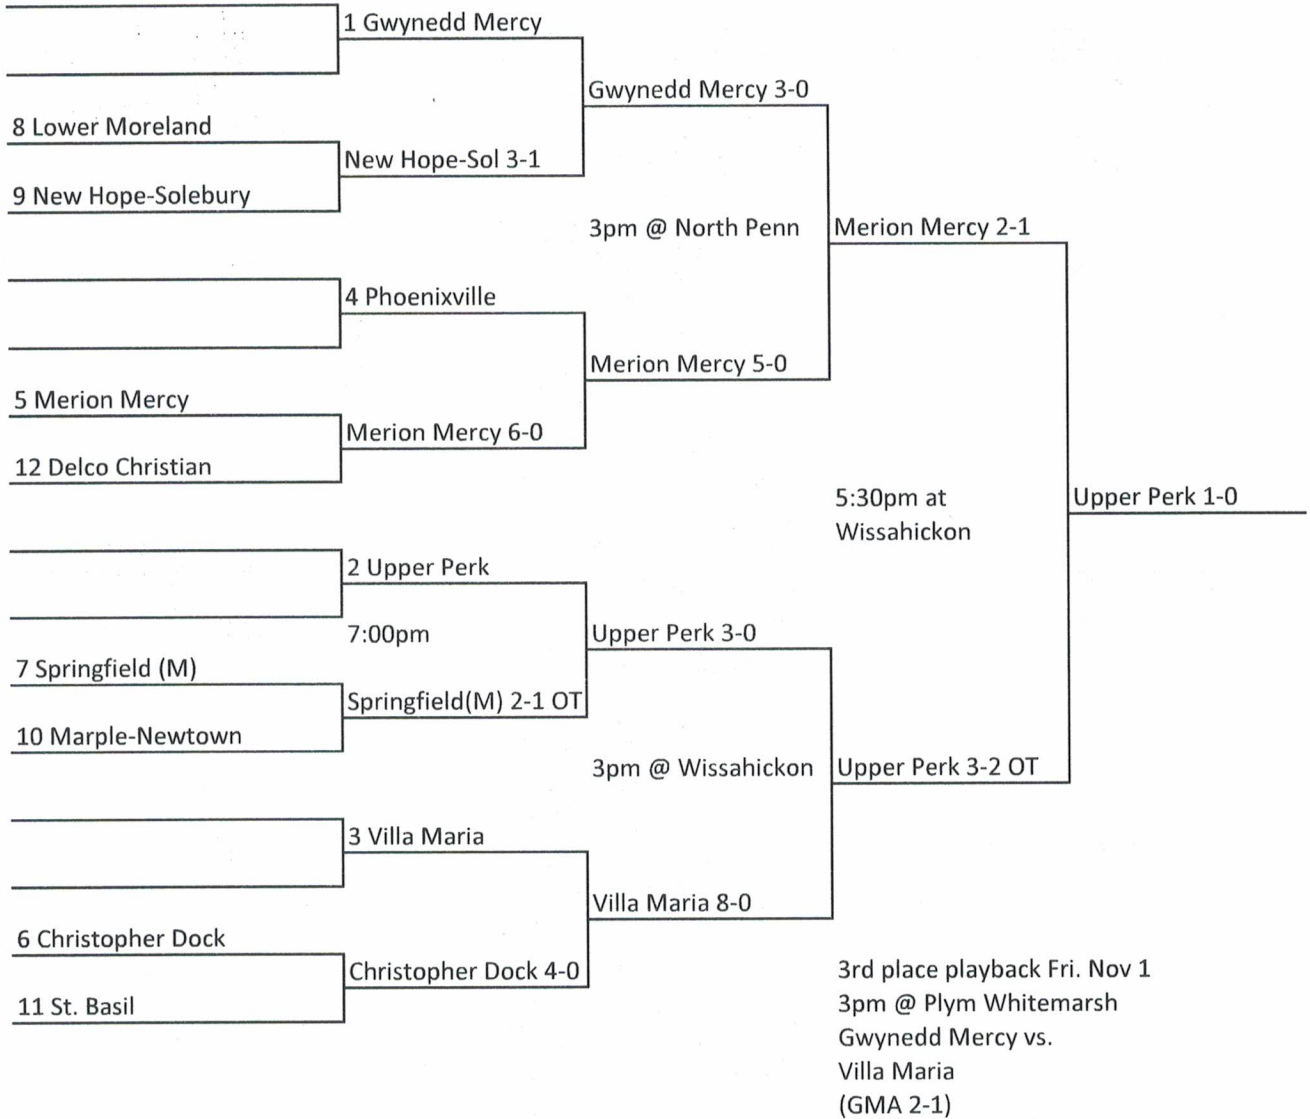 1 Gwynedd Mercy
Gwynedd Mercy 3-0
8 Lower Moreland
New Hope-Sol 3-1
9 New Hope-Solebury
3pm @ North Penn
Merion Mercy 2-1
4 Phoenixville
Merion Mercy 5-0
5 Merion Mercy
Merion Mercy 6-0
12 Delco Christian
5:30pm at
Wissahickon
Upper Perk 1-0
2 Upper Perk
7:00pm
Upper Perk 3-0
7 Springfield (M)
Springfield(M) 2-1 OT
10 Marple-Newtown
3pm @ Wissahickon
Upper Perk 3-2 OT
3 Villa Maria
Villa Maria 8-0
6 Christopher Dock
Christopher Dock 4-0
11 St. Basil
3rd place playback Fri. Nov 1
3pm @ Plym Whitemarsh
Gwynedd Mercy vs.
Villa Maria
(GMA 2-1)